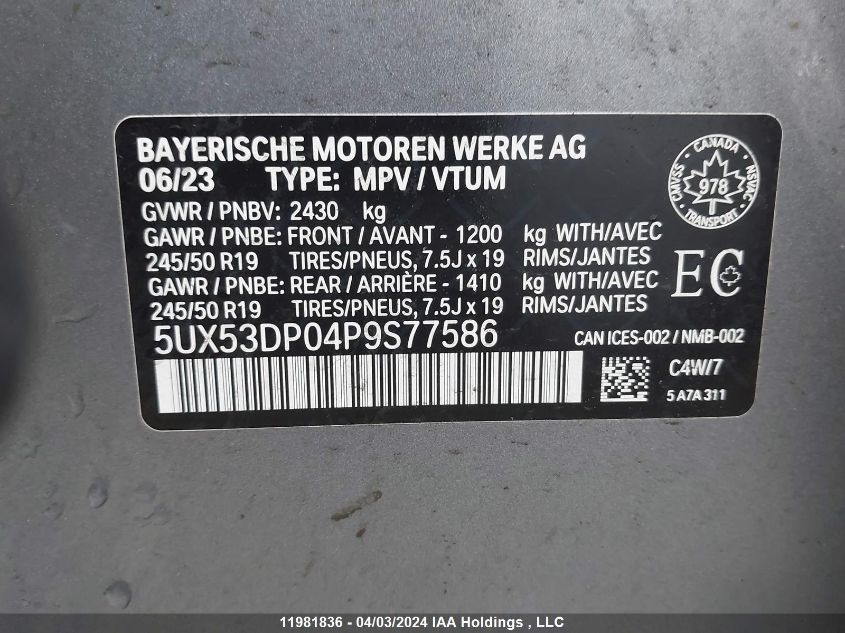 BAYERISCHE MOTOREN WERKE AG
06/23 TYPE: MPV / VTUM
GVWR / PNBV: 2430 kg
GAWR / PNBE: FRONT / AVANT - 1200 kg WITH/AVEC
245/50 R19 TIRES/PNEUS, 7.5J x 19 RIMS/JANTES
GAWR / PNBE: REAR / ARRIÈRE - 1410 kg WITH/AVEC
245/50 R19 TIRES/PNEUS, 7.5J x 19 RIMS/JANTES
5UX53DP04P9S77586
CANADA
CMVSS
NSVAC
978
TRANSPORT
EC
CAN ICES-002 / NMB-002
C4W/7
5 A7A 311
11981836 - 04/03/2024 IAA Holdings , LLC